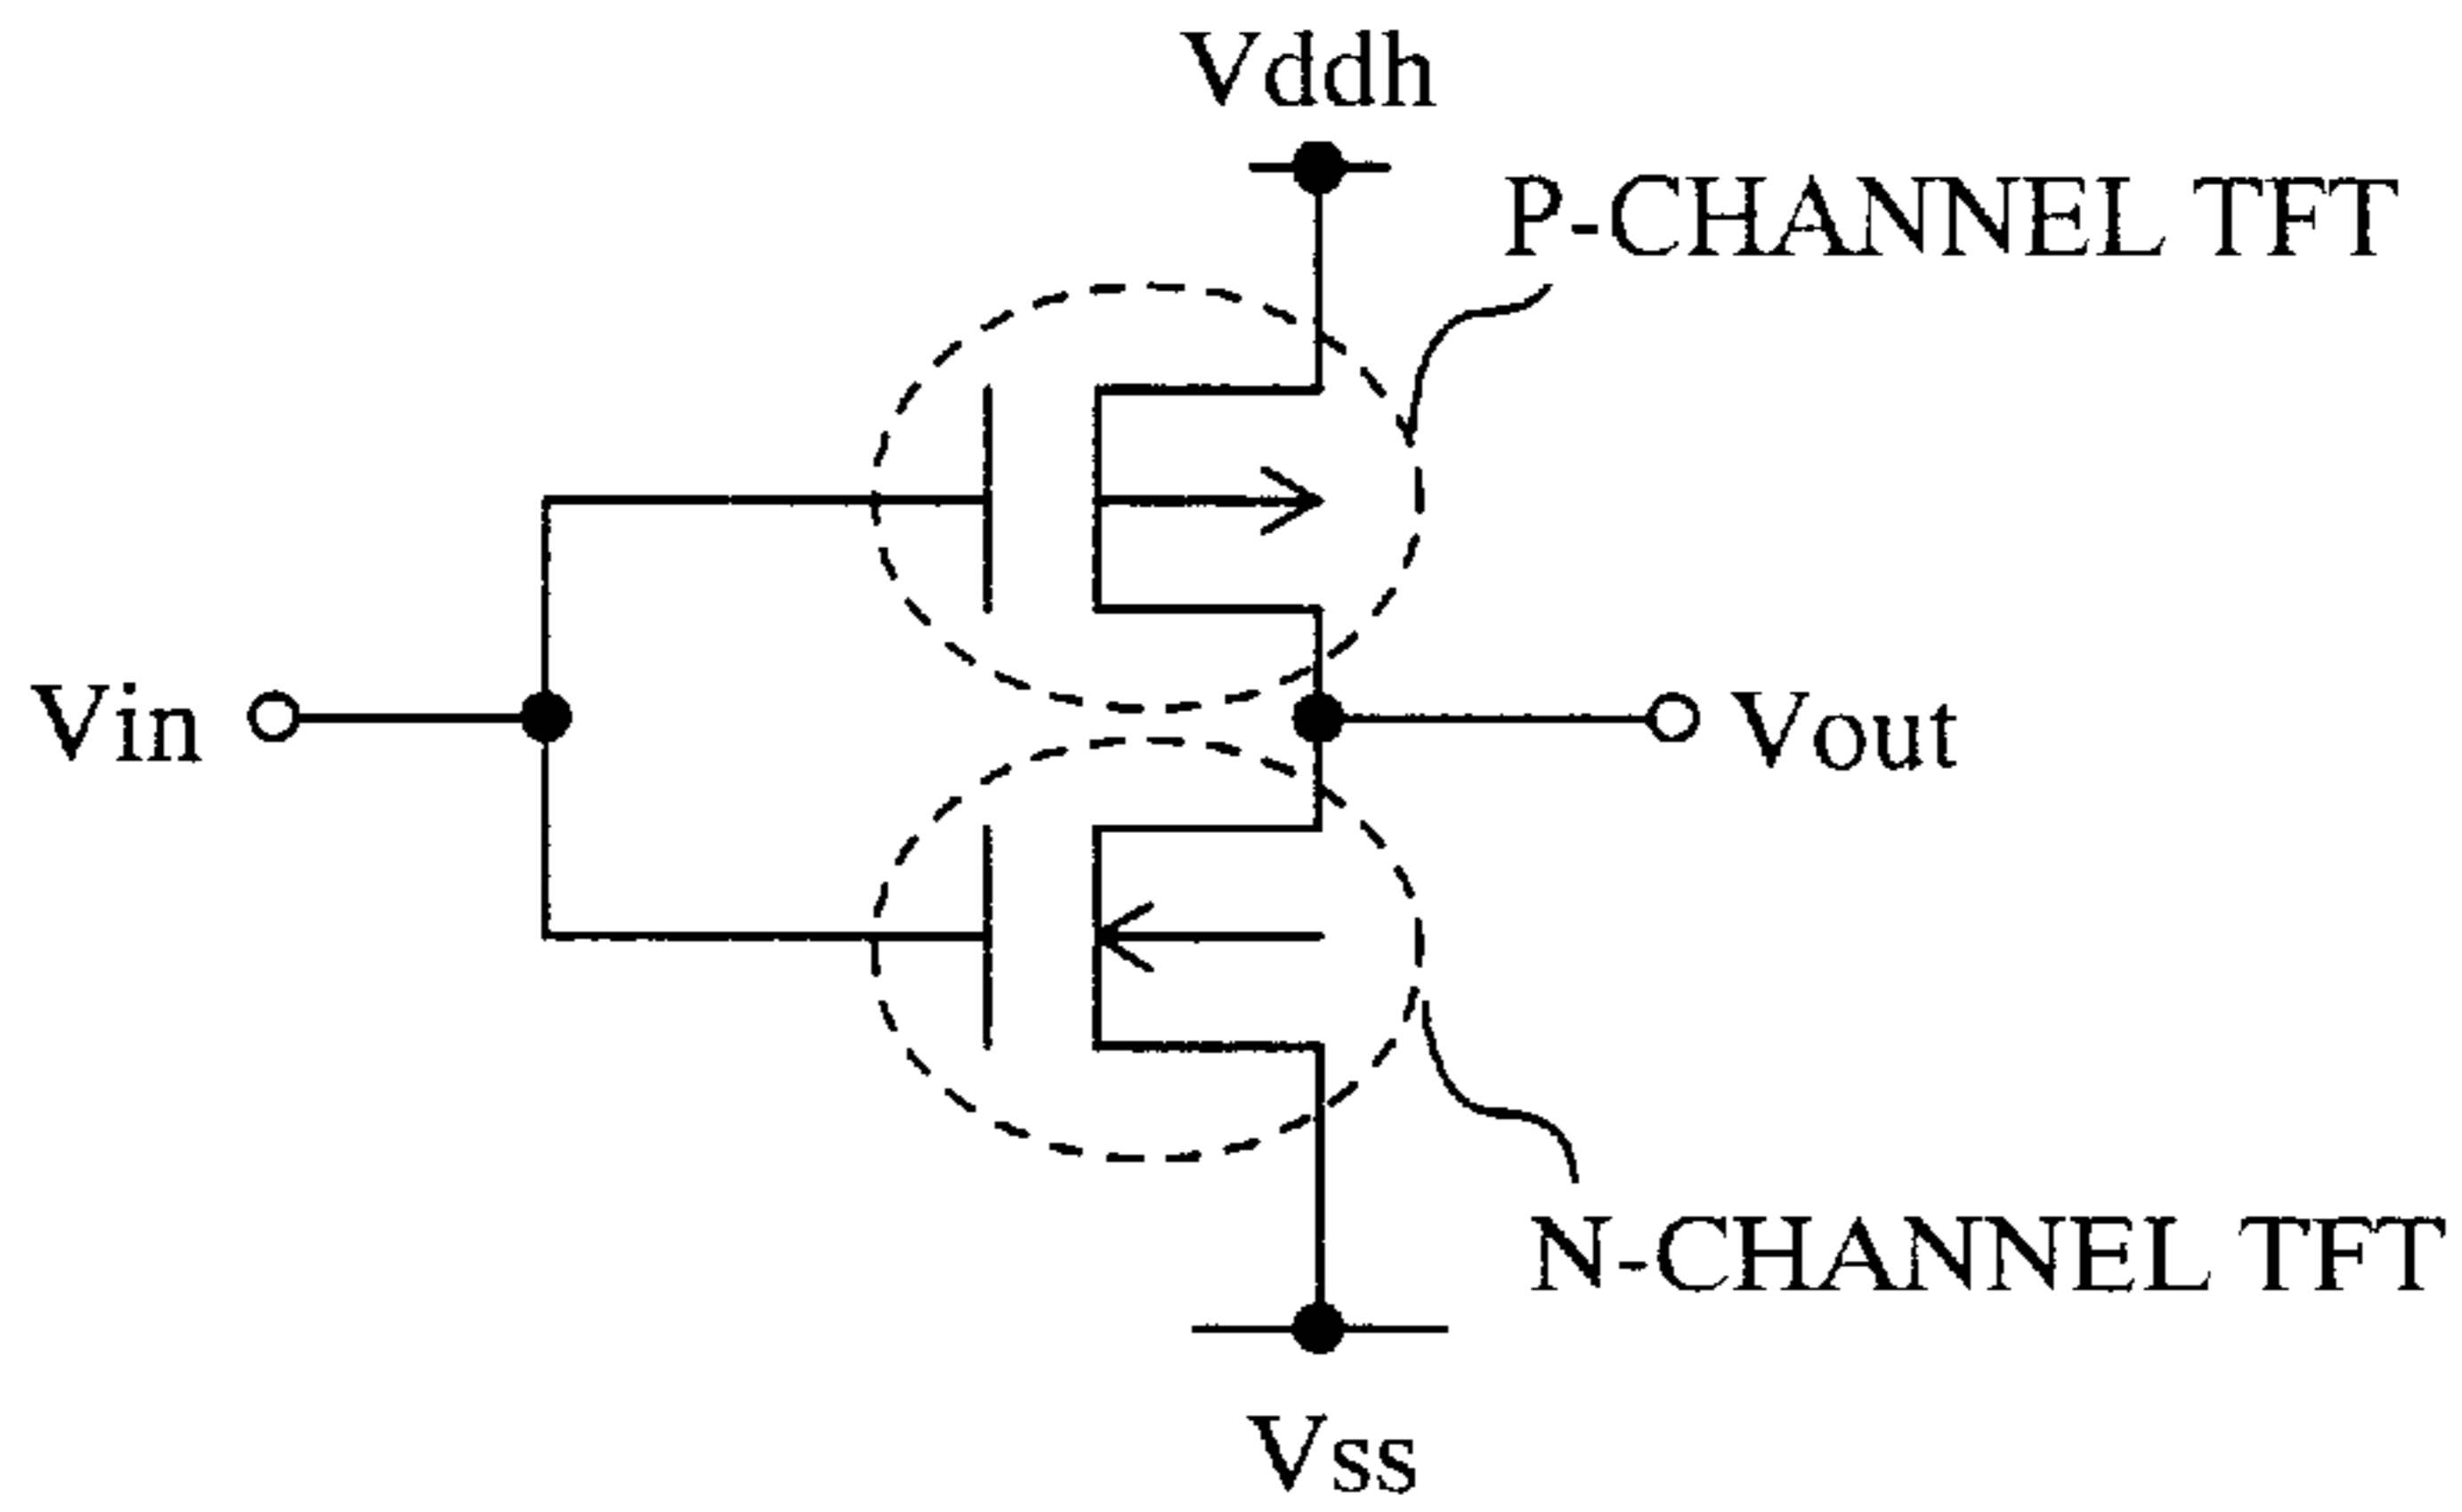 Vddh
P-CHANNEL TFT
Vin
Vout
N-CHANNEL TFT
Vss